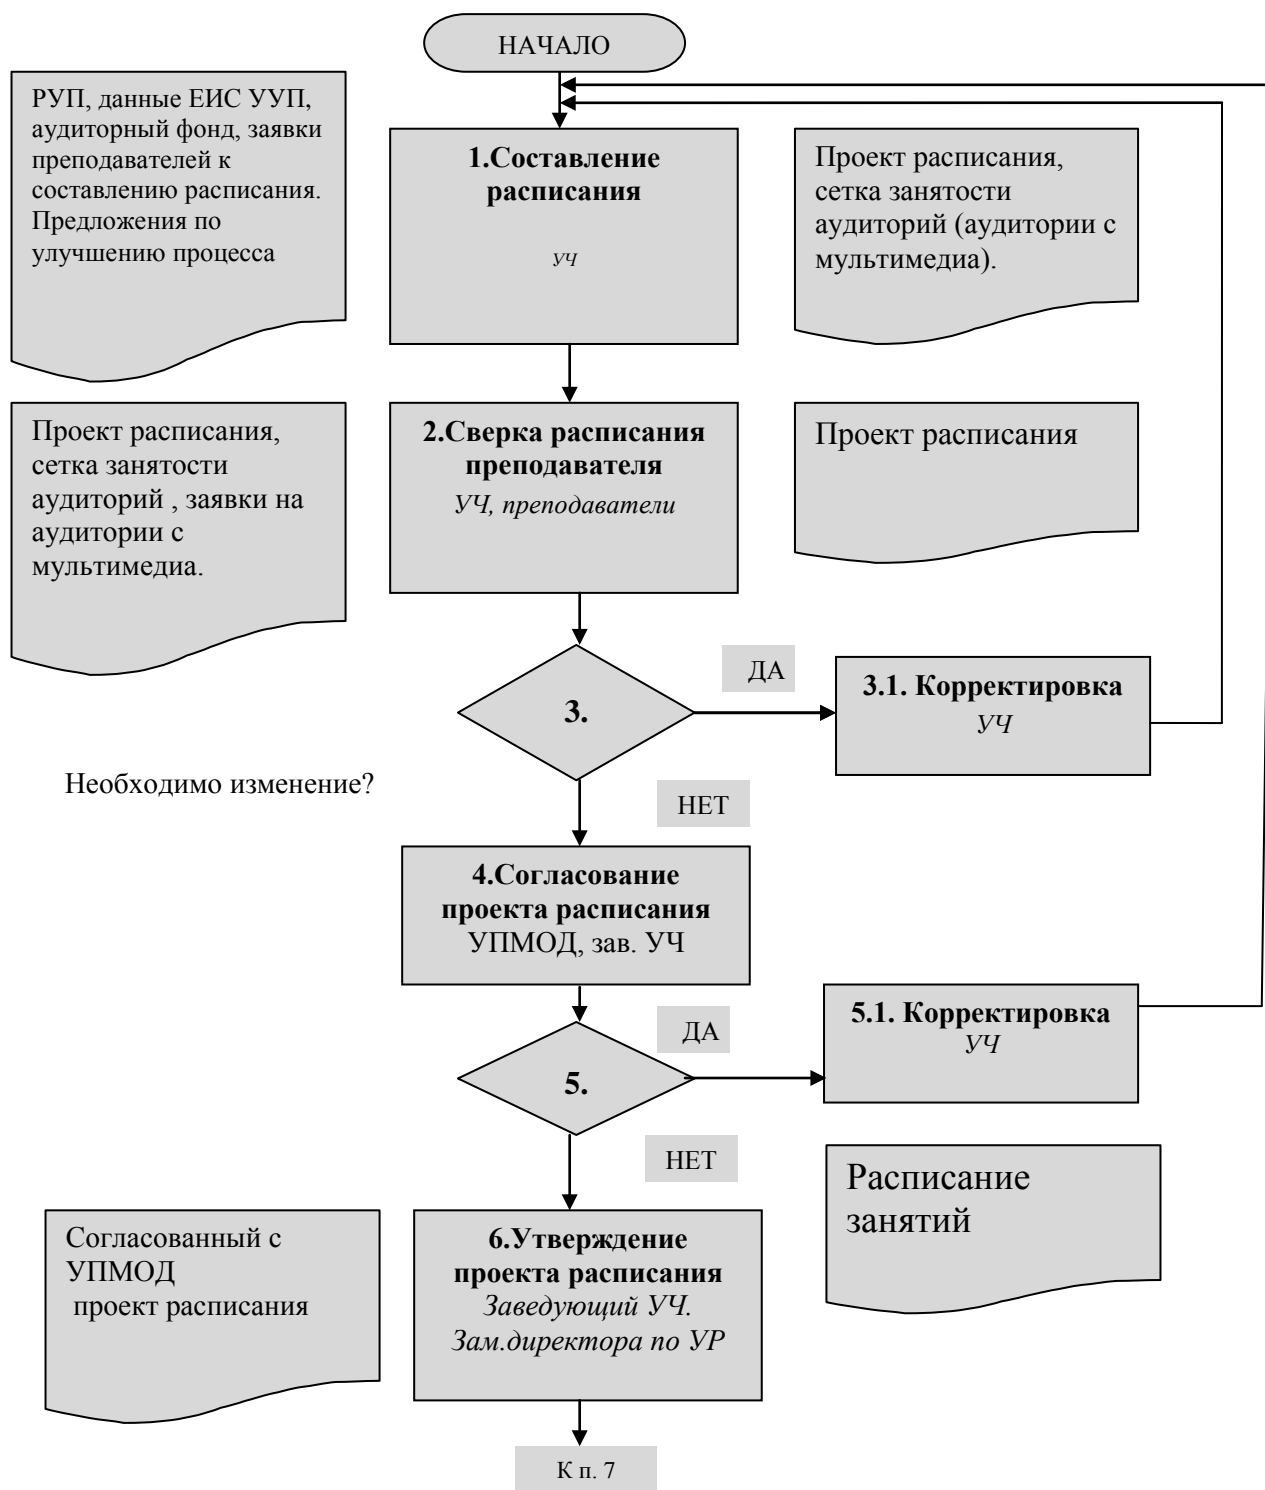 НАЧАЛО
РУП, данные ЕИС УУП,
аудиторный фонд, заявки
преподавателей к
составлению расписания.
Предложения по
улучшению процесса
1.Составление
расписания
УЧ
Проект расписания,
сетка занятости
аудиторий (аудитории с
мультимедиа).
Проект расписания,
сетка занятости
аудиторий , заявки на
аудитории с
мультимедиа.
2.Сверка расписания
преподавателя
УЧ, преподаватели
Проект расписания
3.
ДА
3.1. Корректировка
УЧ
Необходимо изменение?
НЕТ
4.Согласование
проекта расписания
УПМОД, зав. УЧ
5.
ДА
5.1. Корректировка
УЧ
НЕТ
Расписание
занятий
Согласованный с
УПМОД
проект расписания
6.Утверждение
проекта расписания
Заведующий УЧ.
Зам.директора по УР
К п. 7